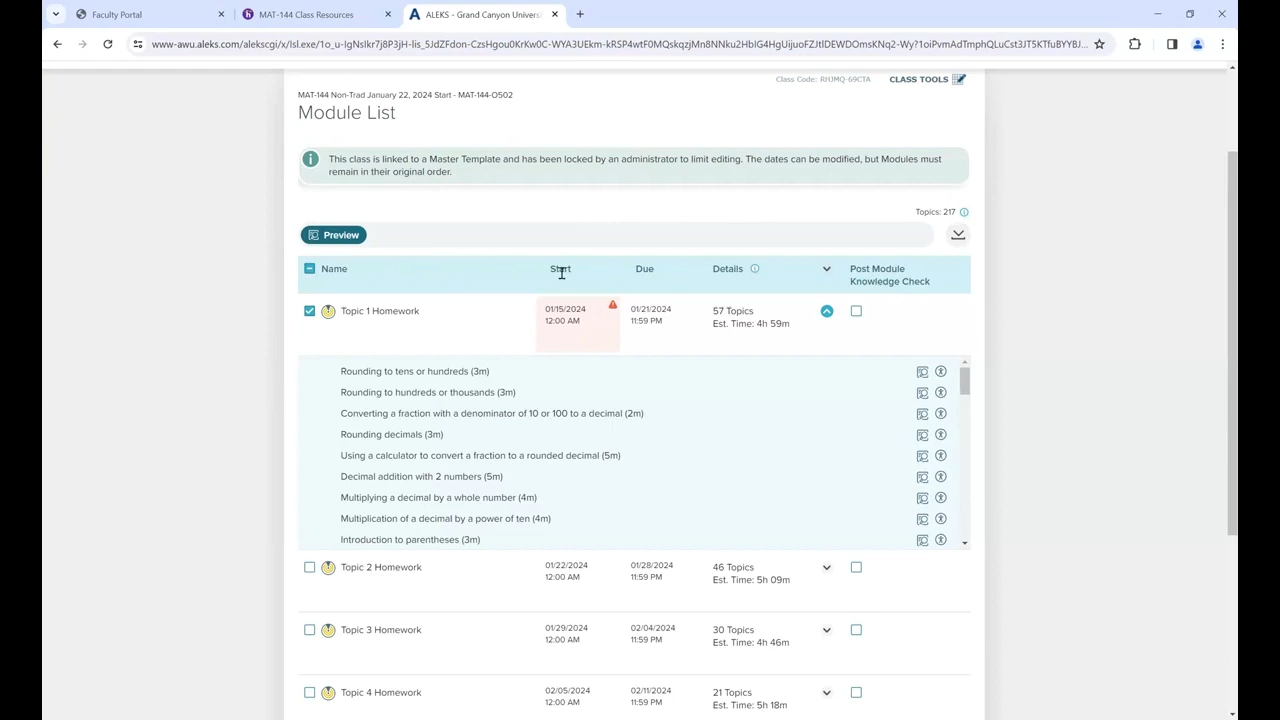 Faculty Portal
MAT-144 Class Resources
ALEKS - Grand Canyon Univers
Class Code: RHJMQ-69CTA
CLASS TOOLS
MAT-144 Non-Trad January 22, 2024 Start - MAT-144-O502
Module List
This class is linked to a Master Template and has been locked by an administrator to limit editing. The dates can be modified, but Modules must
remain in their original order.
Topics: 217
Preview
Name Start Due Details Post Module
Knowledge Check
Topic 1 Homework 01/15/2024 01/21/2024 57 Topics
12:00 AM 11:59 PM Est. Time: 4h 59m
Rounding to tens or hundreds (3m)
Rounding to hundreds or thousands (3m)
Converting a fraction with a denominator of 10 or 100 to a decimal (2m)
Rounding decimals (3m)
Using a calculator to convert a fraction to a rounded decimal (5m)
Decimal addition with 2 numbers (5m)
Multiplying a decimal by a whole number (4m)
Multiplication of a decimal by a power of ten (4m)
Introduction to parentheses (3m)
Topic 2 Homework 01/22/2024 01/28/2024 46 Topics
12:00 AM 11:59 PM Est. Time: 5h 09m
Topic 3 Homework 01/29/2024 02/04/2024 30 Topics
12:00 AM 11:59 PM Est. Time: 4h 46m
Topic 4 Homework 02/05/2024 02/11/2024 21 Topics
12:00 AM 11:59 PM Est. Time: 5h 18m